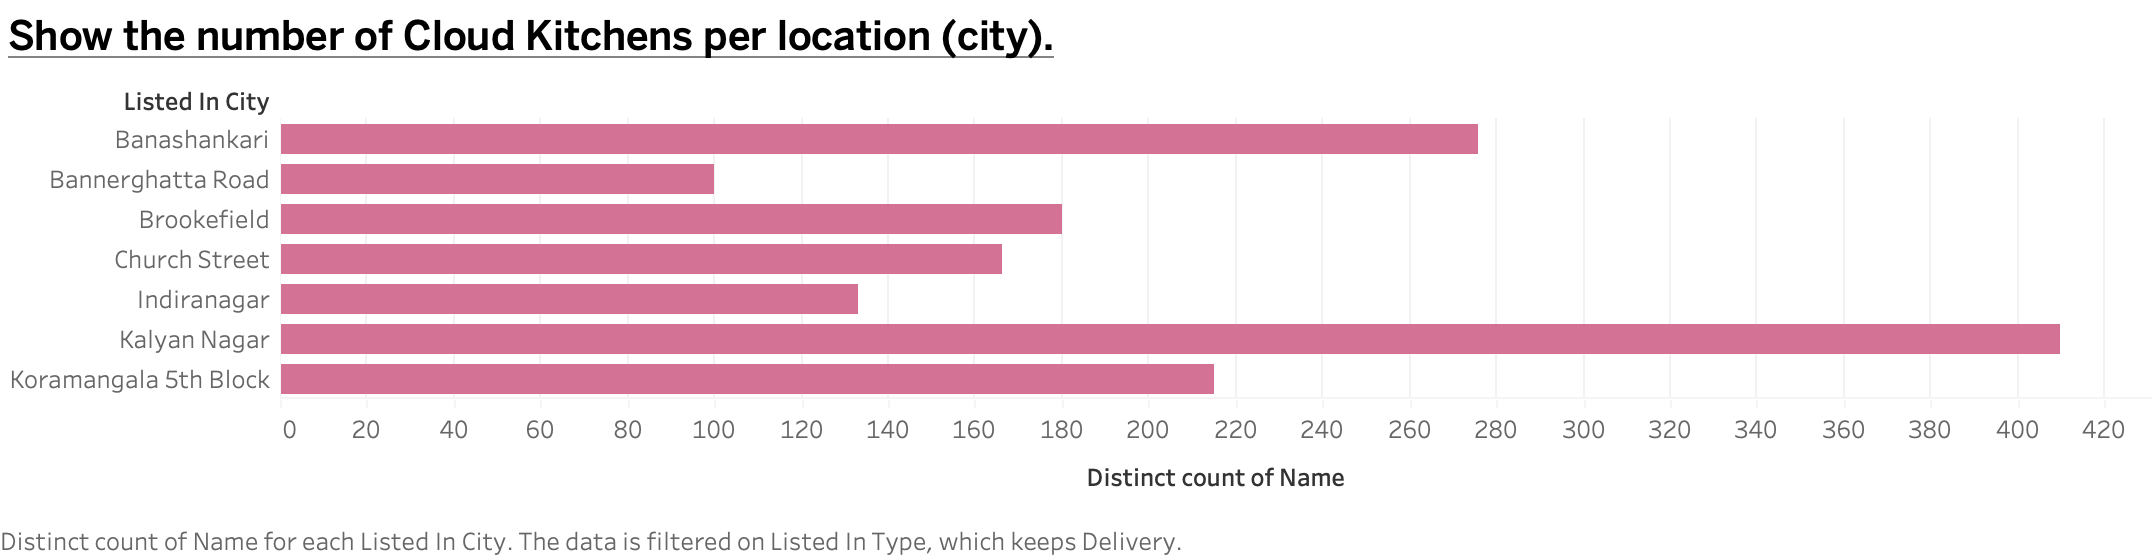 Show the number of Cloud Kitchens per location (city).
Listed In City
Banashankari
Bannerghatta Road
Brookefield
Church Street
Indiranagar
Kalyan Nagar
Koramangala 5th Block
0 20 40 60 80 100 120 140 160 180 200 220 240 260 280 300 320 340 360 380 400 420
Distinct count of Name
Distinct count of Name for each Listed In City. The data is filtered on Listed In Type, which keeps Delivery.